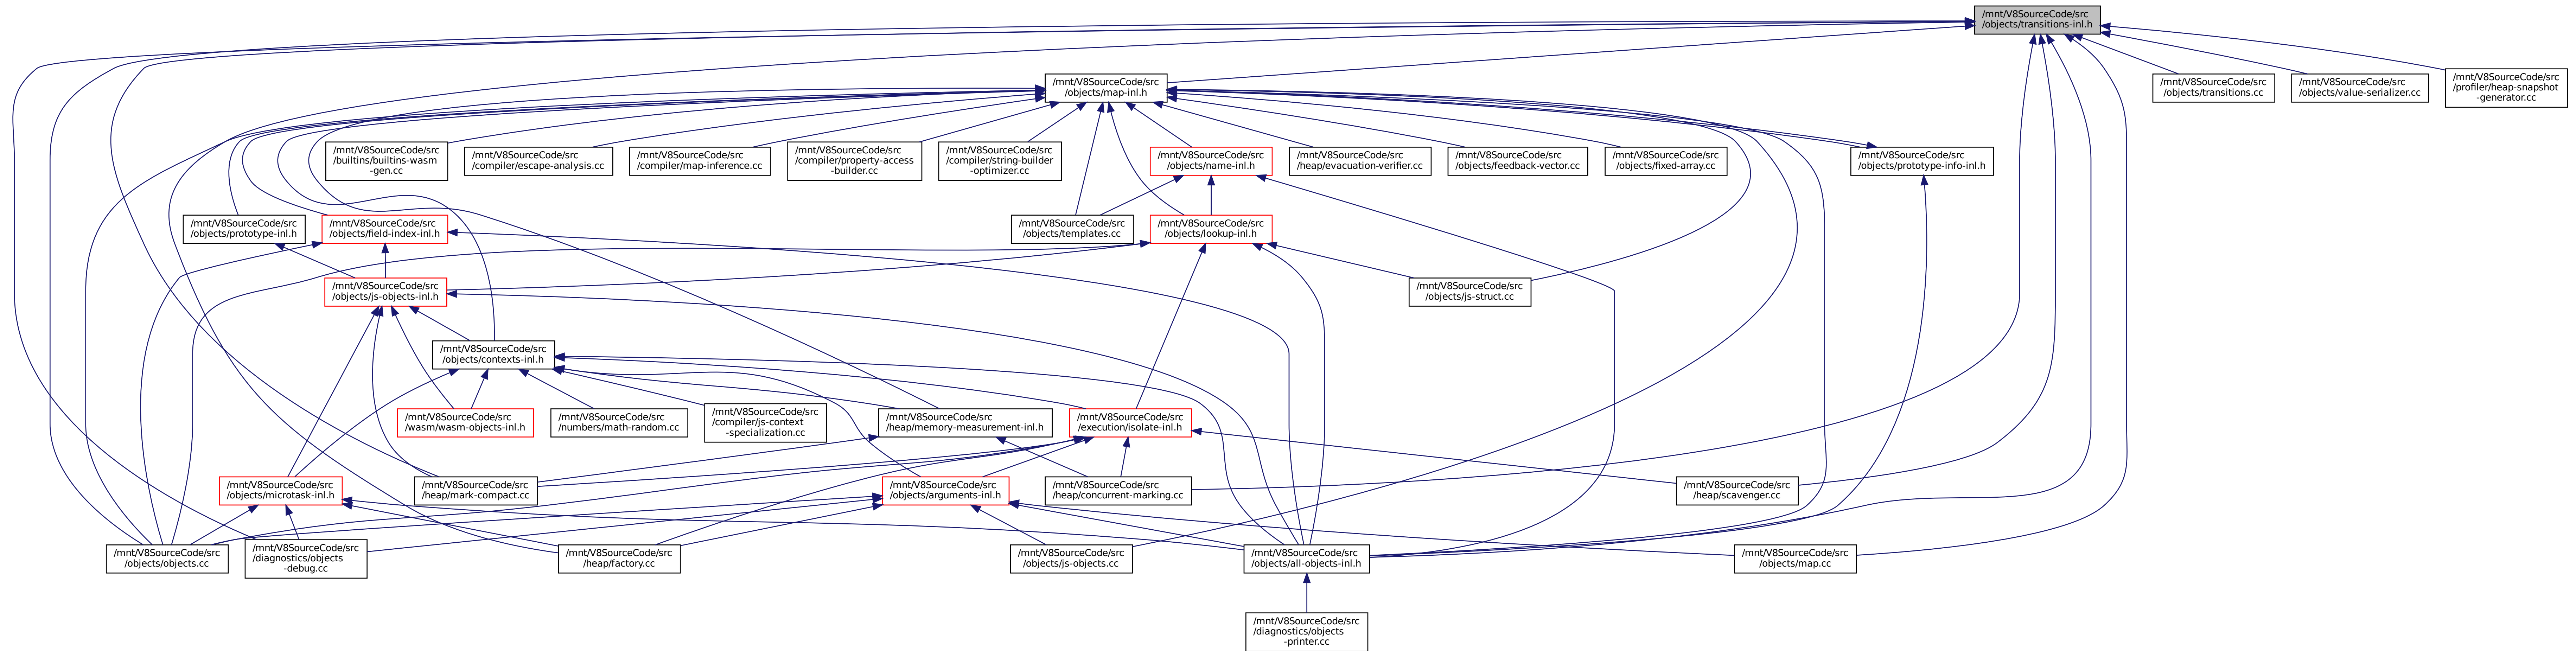 /mnt/V8SourceCode/src
/objects/transitions-inl.h
/mnt/V8SourceCode/src
/objects/map-inl.h
/mnt/V8SourceCode/src
/objects/transitions.cc
/mnt/V8SourceCode/src
/objects/value-serializer.cc
/mnt/V8SourceCode/src
/profiler/heap-snapshot
-generator.cc
/mnt/V8SourceCode/src
/builtins/builtins-wasm
-gen.cc
/mnt/V8SourceCode/src
/compiler/escape-analysis.cc
/mnt/V8SourceCode/src
/compiler/map-inference.cc
/mnt/V8SourceCode/src
/compiler/property-access
-builder.cc
/mnt/V8SourceCode/src
/compiler/string-builder
-optimizer.cc
/mnt/V8SourceCode/src
/objects/name-inl.h
/mnt/V8SourceCode/src
/heap/evacuation-verifier.cc
/mnt/V8SourceCode/src
/objects/feedback-vector.cc
/mnt/V8SourceCode/src
/objects/fixed-array.cc
/mnt/V8SourceCode/src
/objects/prototype-info-inl.h
/mnt/V8SourceCode/src
/objects/prototype-inl.h
/mnt/V8SourceCode/src
/objects/field-index-inl.h
/mnt/V8SourceCode/src
/objects/templates.cc
/mnt/V8SourceCode/src
/objects/lookup-inl.h
/mnt/V8SourceCode/src
/objects/js-objects-inl.h
/mnt/V8SourceCode/src
/objects/js-struct.cc
/mnt/V8SourceCode/src
/objects/contexts-inl.h
/mnt/V8SourceCode/src
/wasm/wasm-objects-inl.h
/mnt/V8SourceCode/src
/numbers/math-random.cc
/mnt/V8SourceCode/src
/compiler/js-context
-specialization.cc
/mnt/V8SourceCode/src
/heap/memory-measurement-inl.h
/mnt/V8SourceCode/src
/execution/isolate-inl.h
/mnt/V8SourceCode/src
/objects/microtask-inl.h
/mnt/V8SourceCode/src
/heap/mark-compact.cc
/mnt/V8SourceCode/src
/objects/arguments-inl.h
/mnt/V8SourceCode/src
/heap/concurrent-marking.cc
/mnt/V8SourceCode/src
/heap/scavenger.cc
/mnt/V8SourceCode/src
/objects/objects.cc
/mnt/V8SourceCode/src
/diagnostics/objects
-debug.cc
/mnt/V8SourceCode/src
/heap/factory.cc
/mnt/V8SourceCode/src
/objects/js-objects.cc
/mnt/V8SourceCode/src
/objects/all-objects-inl.h
/mnt/V8SourceCode/src
/objects/map.cc
/mnt/V8SourceCode/src
/diagnostics/objects
-printer.cc